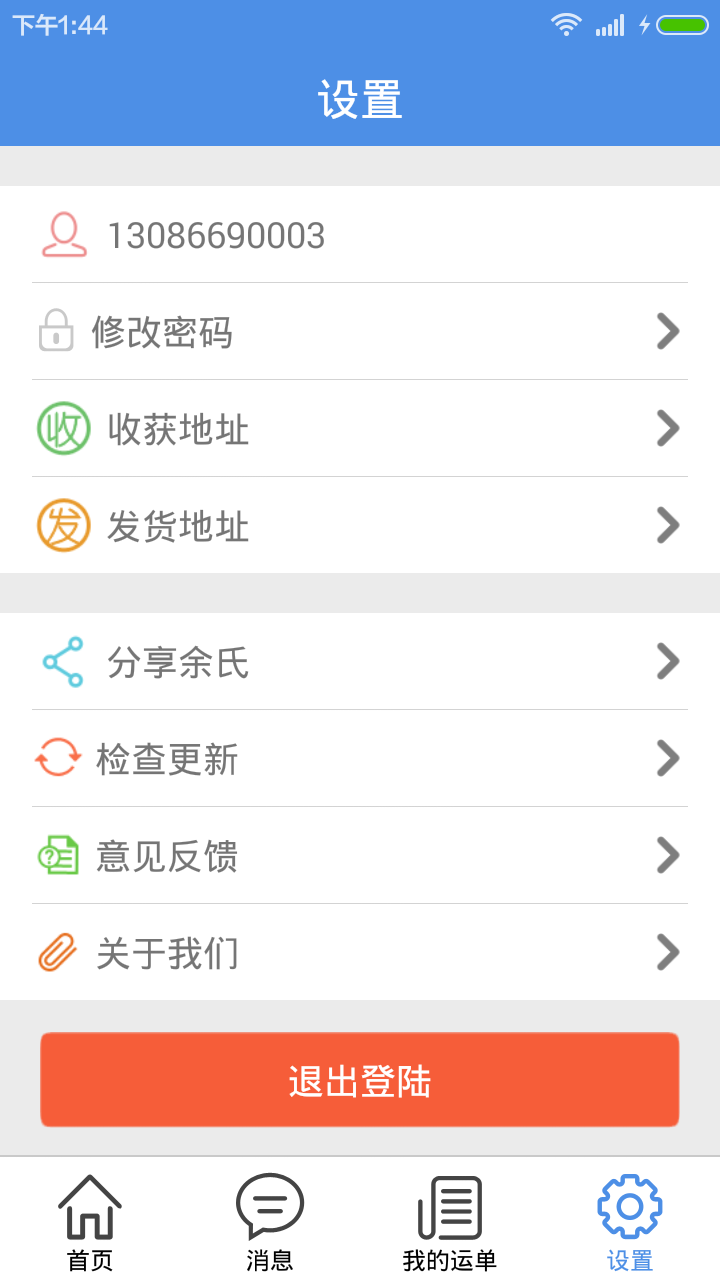 下午1:44
设置
13086690003
修改密码
收 收获地址
发 发货地址
分享余氏
检查更新
意见反馈
关于我们
退出登陆
首页 消息 我的运单 设置